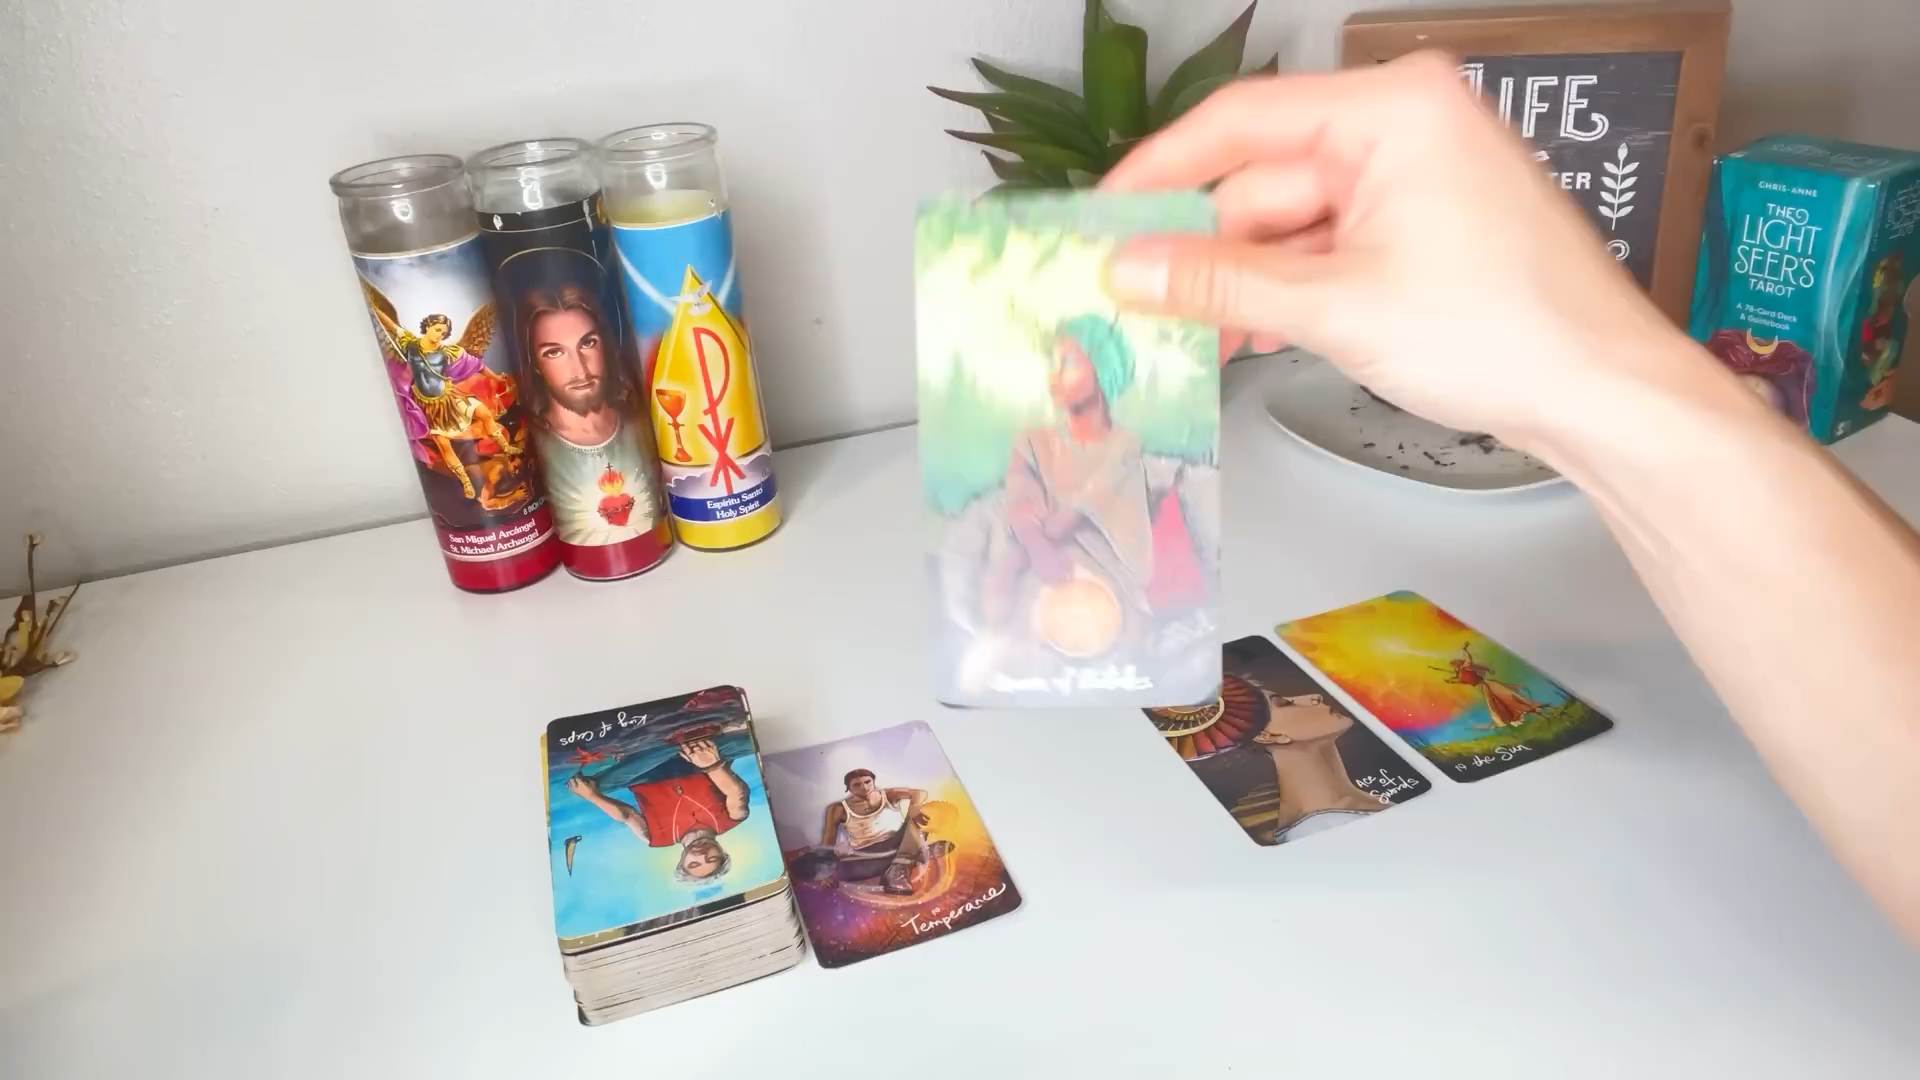 San Miguel Arcángel
St. Michael Archangel
Espíritu Santo
Holy Spirit
LIFE
CHRIS-ANNE
THE
LIGHT
SEER'S
TAROT
A 78-Card Deck
& Guidebook
King of Cups
14
Temperance
Ace of
Swords
19 the Sun